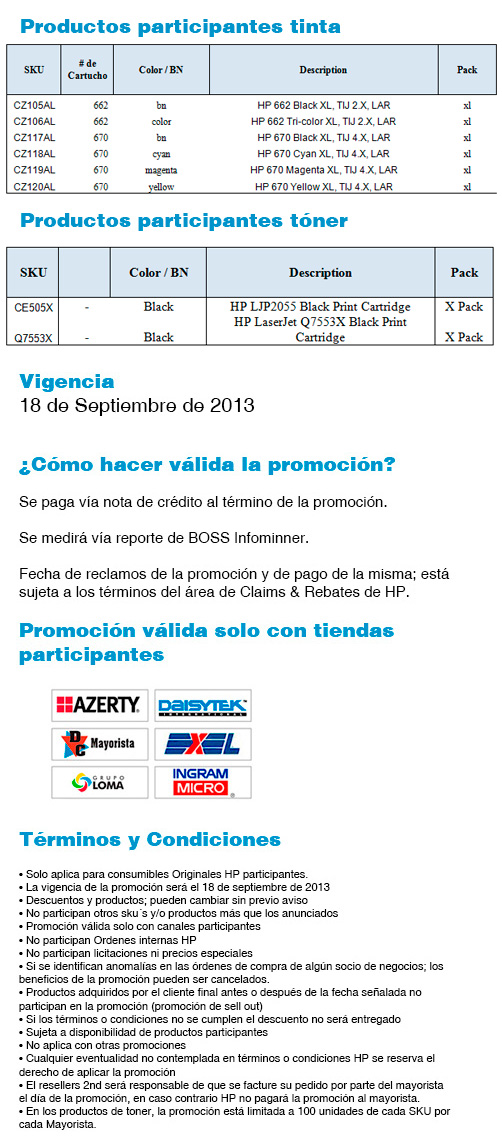 Productos participantes tinta
SKU # de Cartucho Color / BN Description Pack
CZ105AL 662 bn HP 662 Black XL, TIJ 2.X, LAR xl
CZ106AL 662 color HP 662 Tri-color XL, TIJ 2.X, LAR xl
CZ117AL 670 bn HP 670 Black XL, TIJ 4.X, LAR xl
CZ118AL 670 cyan HP 670 Cyan XL, TIJ 4.X, LAR xl
CZ119AL 670 magenta HP 670 Magenta XL, TIJ 4.X, LAR xl
CZ120AL 670 yellow HP 670 Yellow XL, TIJ 4.X, LAR xl
Productos participantes tóner
SKU Color / BN Description Pack
CE505X - Black HP LJP2055 Black Print Cartridge X Pack
HP LaserJet Q7553X Black Print
Q7553X - Black Cartridge X Pack
Vigencia
18 de Septiembre de 2013
¿Cómo hacer válida la promoción?
Se paga vía nota de crédito al término de la promoción.
Se medirá vía reporte de BOSS Infominner.
Fecha de reclamos de la promoción y de pago de la misma; está
sujeta a los términos del área de Claims & Rebates de HP.
Promoción válida solo con tiendas
participantes
AZERTY. DAISYTEK INTERNATIONAL
DC Mayorista EXEL
GRUPO LOMA INGRAM MICRO
Términos y Condiciones
• Solo aplica para consumibles Originales HP participantes.
• La vigencia de la promoción será el 18 de septiembre de 2013
• Descuentos y productos; pueden cambiar sin previo aviso
• No participan otros sku´s y/o productos más que los anunciados
• Promoción válida solo con canales participantes
• No participan Ordenes internas HP
• No participan licitaciones ni precios especiales
• Si se identifican anomalías en las órdenes de compra de algún socio de negocios; los
beneficios de la promoción pueden ser cancelados.
• Productos adquiridos por el cliente final antes o después de la fecha señalada no
participan en la promoción (promoción de sell out)
• Si los términos o condiciones no se cumplen el descuento no será entregado
• Sujeta a disponibilidad de productos participantes
• No aplica con otras promociones
• Cualquier eventualidad no contemplada en términos o condiciones HP se reserva el
derecho de aplicar la promoción
• El resellers 2nd será responsable de que se facture su pedido por parte del mayorista
el día de la promoción, en caso contrario HP no pagará la promoción al mayorista.
• En los productos de toner, la promoción está limitada a 100 unidades de cada SKU por
cada Mayorista.